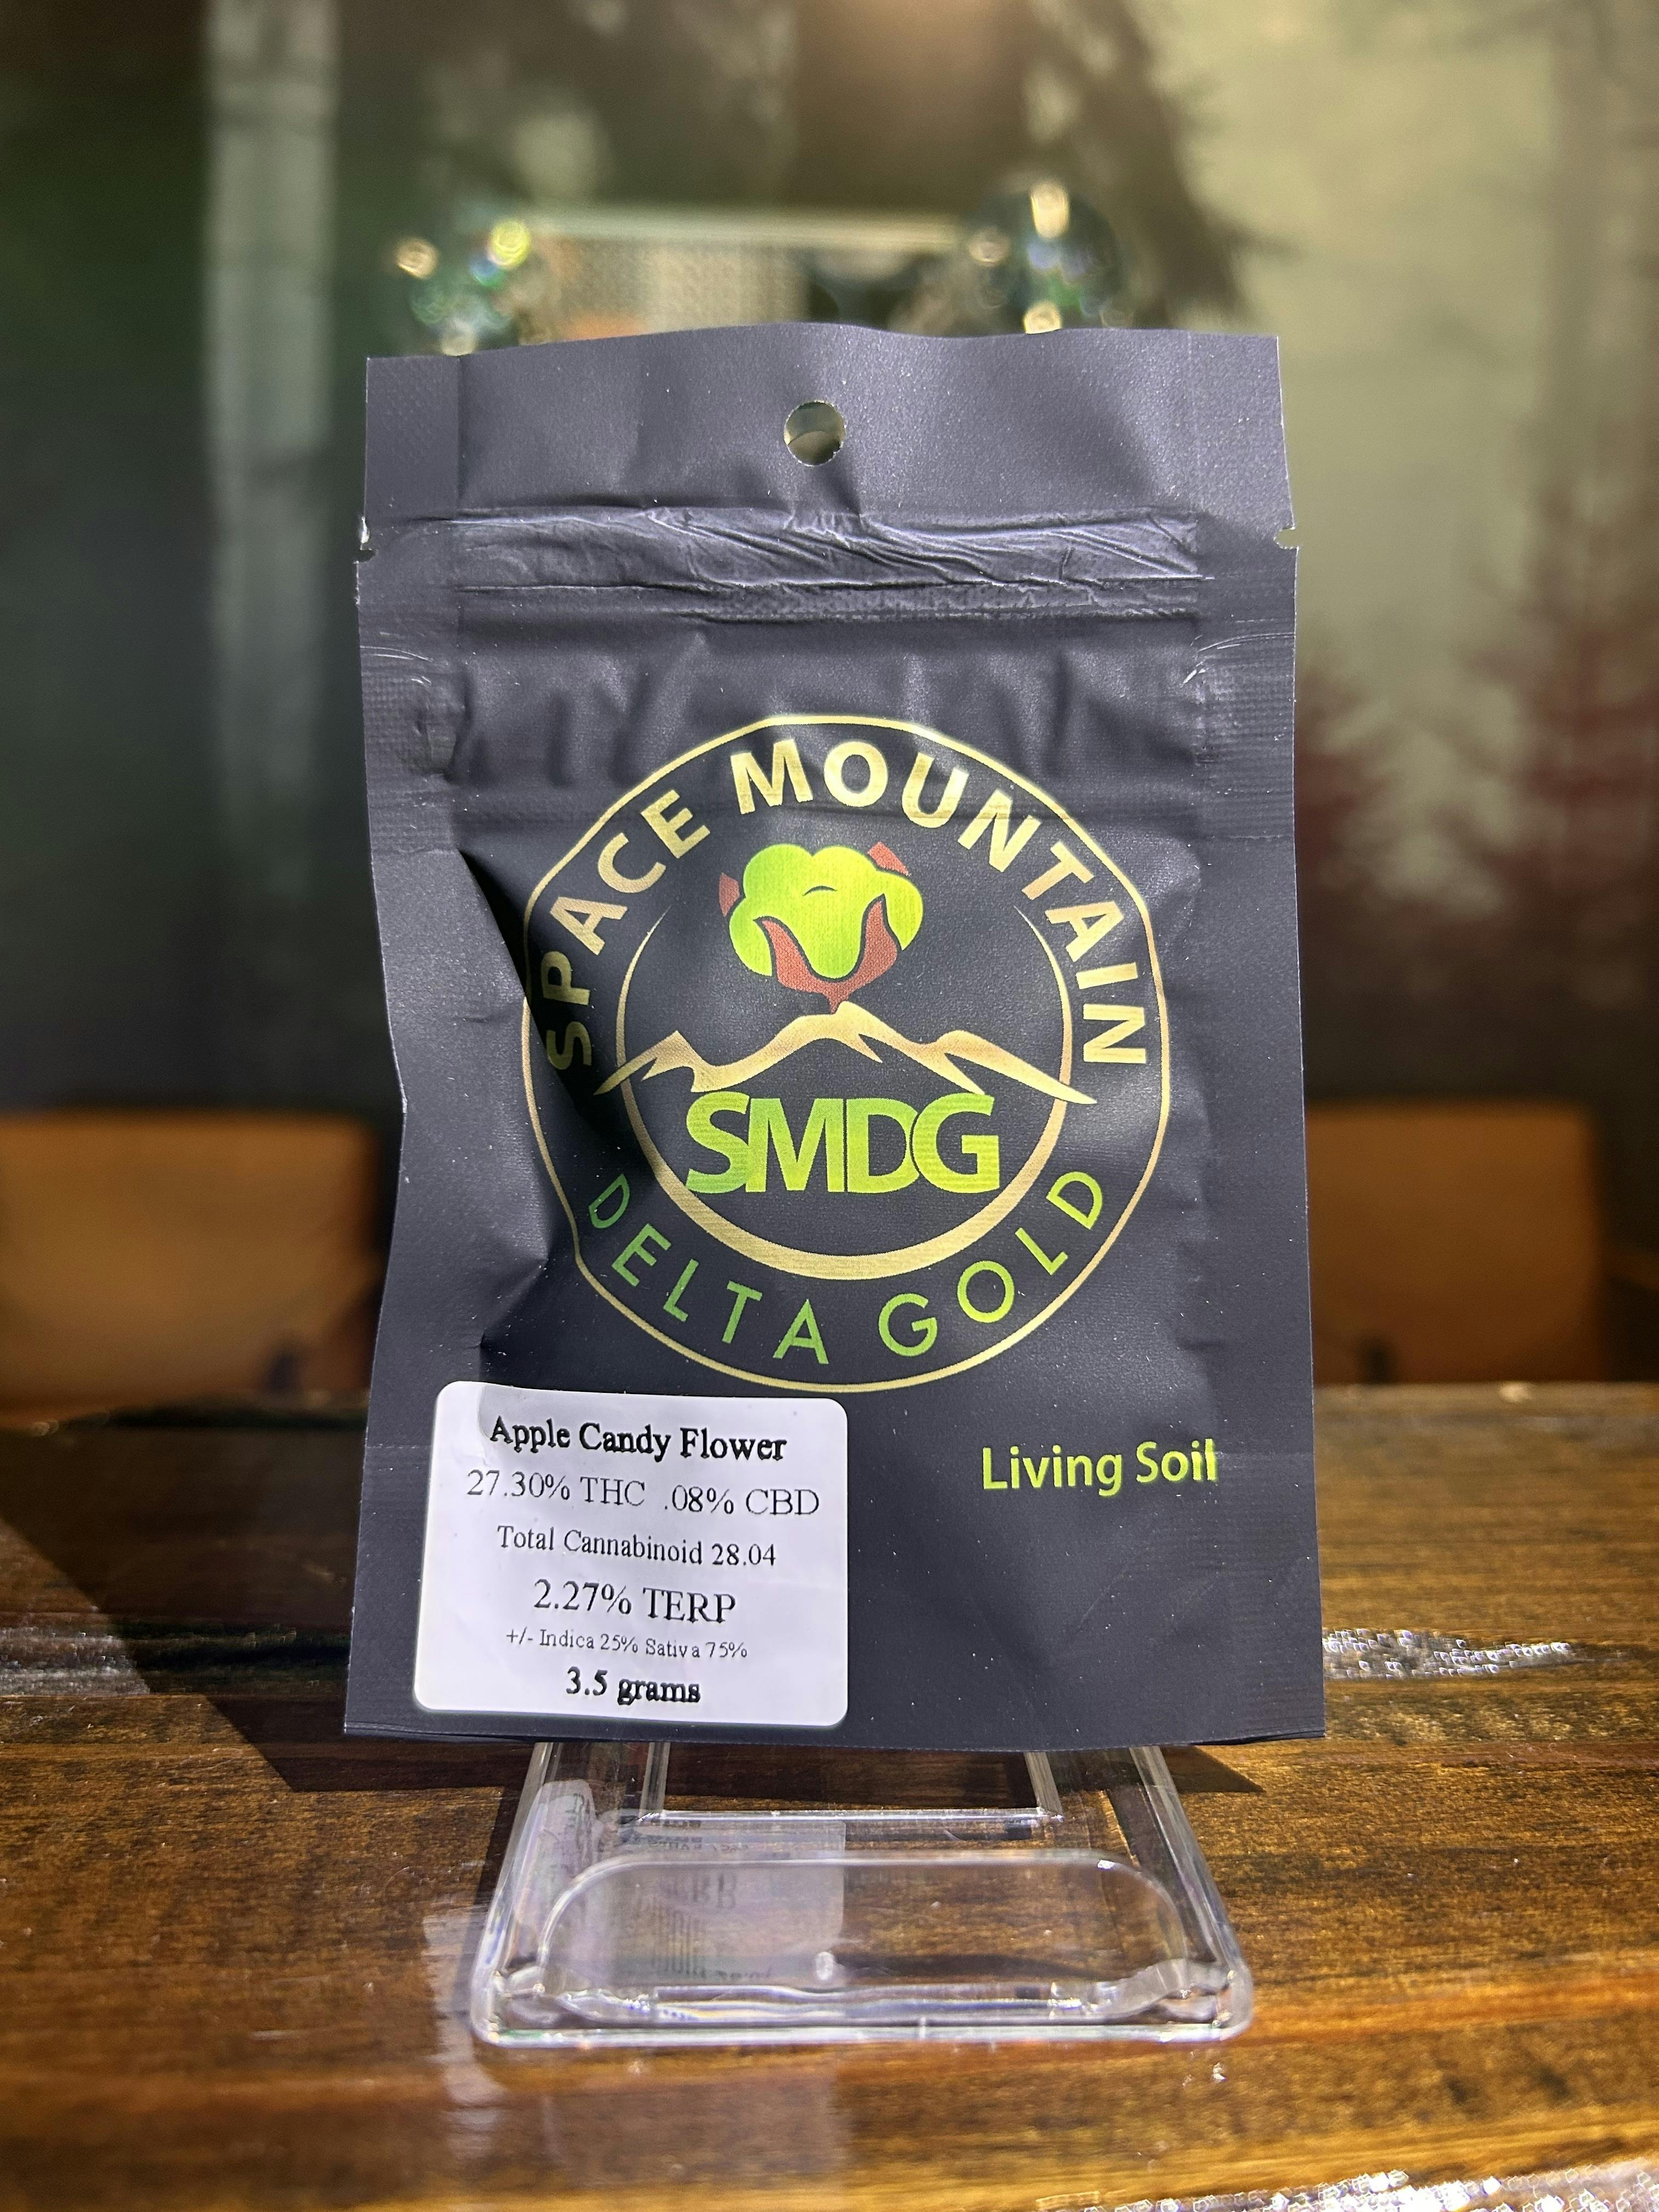 SPACE MOUNTAIN
SMDG
DELTA GOLD
Living Soil
Apple Candy Flower
27.30% THC .08% CBD
Total Cannabinoid 28.04
2.27% TERP
+/- Indica 25% Sativa 75%
3.5 grams